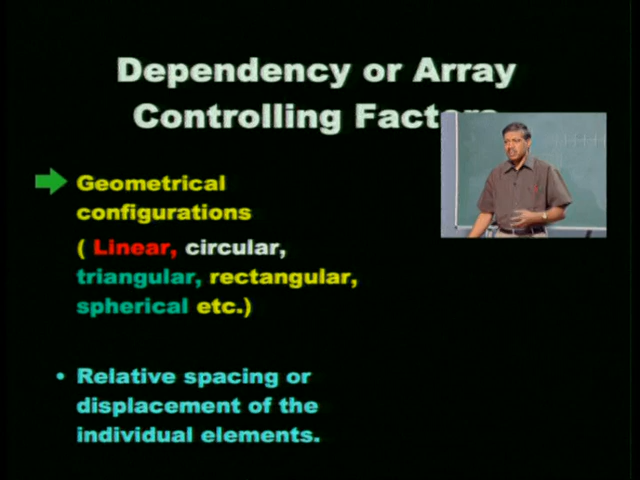 Dependency or Array
Controlling Factors
Geometrical
configurations
( Linear, circular,
triangular, rectangular,
spherical etc.)
• Relative spacing or
displacement of the
individual elements.